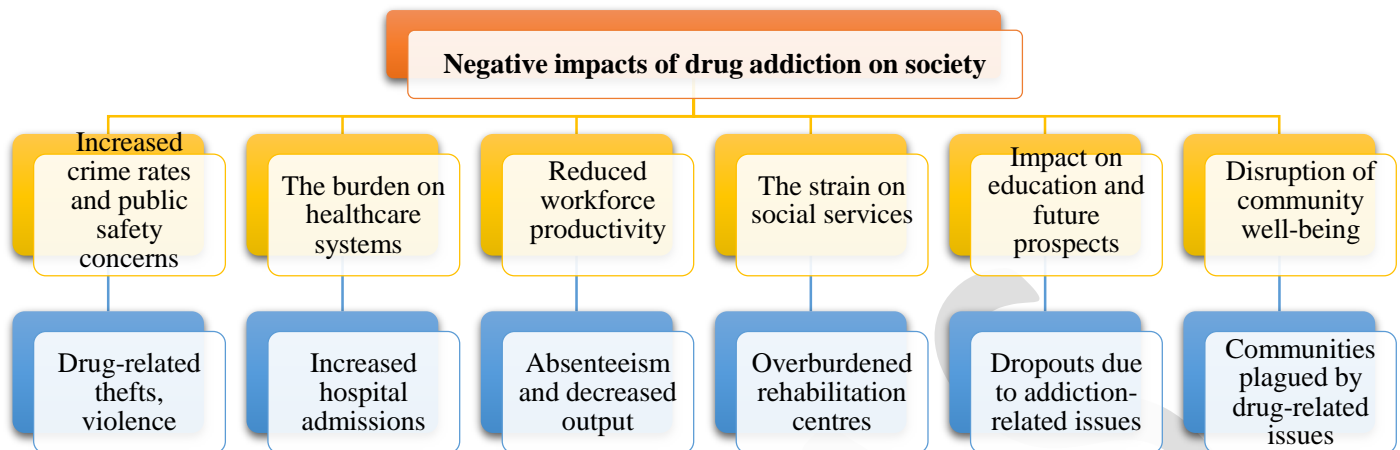 Negative impacts of drug addiction on society
Increased
crime rates
and public
safety
concerns
The burden on
healthcare
systems
Reduced
workforce
productivity
The strain on
social services
Impact on
education and
future
prospects
Disruption of
community
well-being
Drug-related
thefts,
violence
Increased
hospital
admissions
Absenteeism
and decreased
output
Overburdened
rehabilitation
centres
Dropouts due
to addiction-
related issues
Communities
plagued by
drug-related
issues